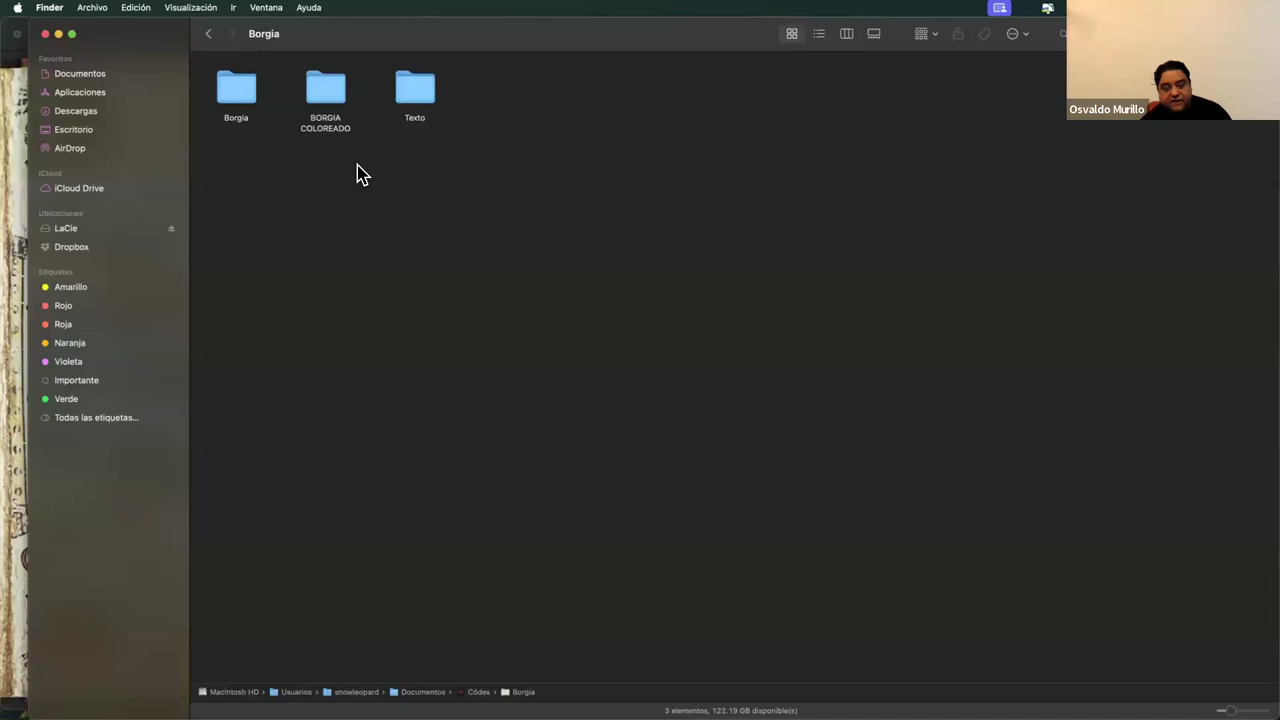 Finder Archivo Edición Visualización Ir Ventana Ayuda
Borgia
Favoritos
Documentos
Aplicaciones
Descargas
Escritorio
AirDrop
iCloud
iCloud Drive
Ubicaciones
LaCie
Dropbox
Etiquetas
Amarillo
Rojo
Roja
Naranja
Violeta
Importante
Verde
Todas las etiquetas...
Borgia
BORGIA
COLOREADO
Texto
Osvaldo Murillo
Macintosh HD › Usuarios › snowleopard › Documentos › Códex › Borgia
3 elementos, 122.19 GB disponible(s)